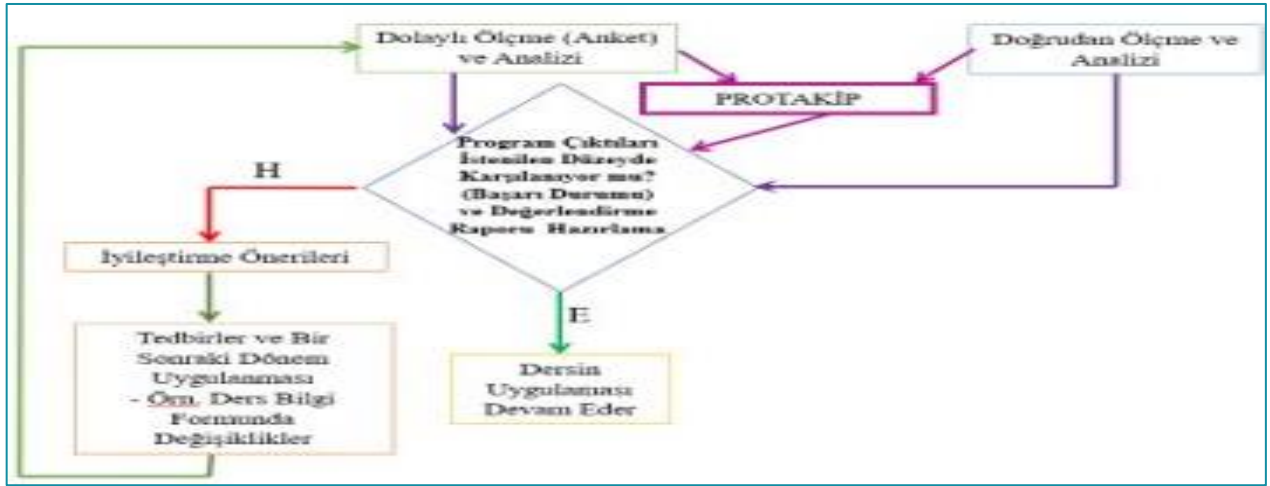 Dolaylı Ölçme (Anket)
ve Analizi
Doğrudan Ölçme ve
Analizi
PROTAKİP
Program Çıktıları
İstenilen Düzeyde
Karşılanıyor mu?
(Başarı Durumu)
ve Değerlendirme
Raporu Hazırlama
H
İyileştirme Önerileri
E
Tedbirler ve Bir
Sonraki Dönem
Uygulanması
- Örn. Ders Bilgi
Formunda
Değişiklikler
Dersin
Uygulaması
Devam Eder